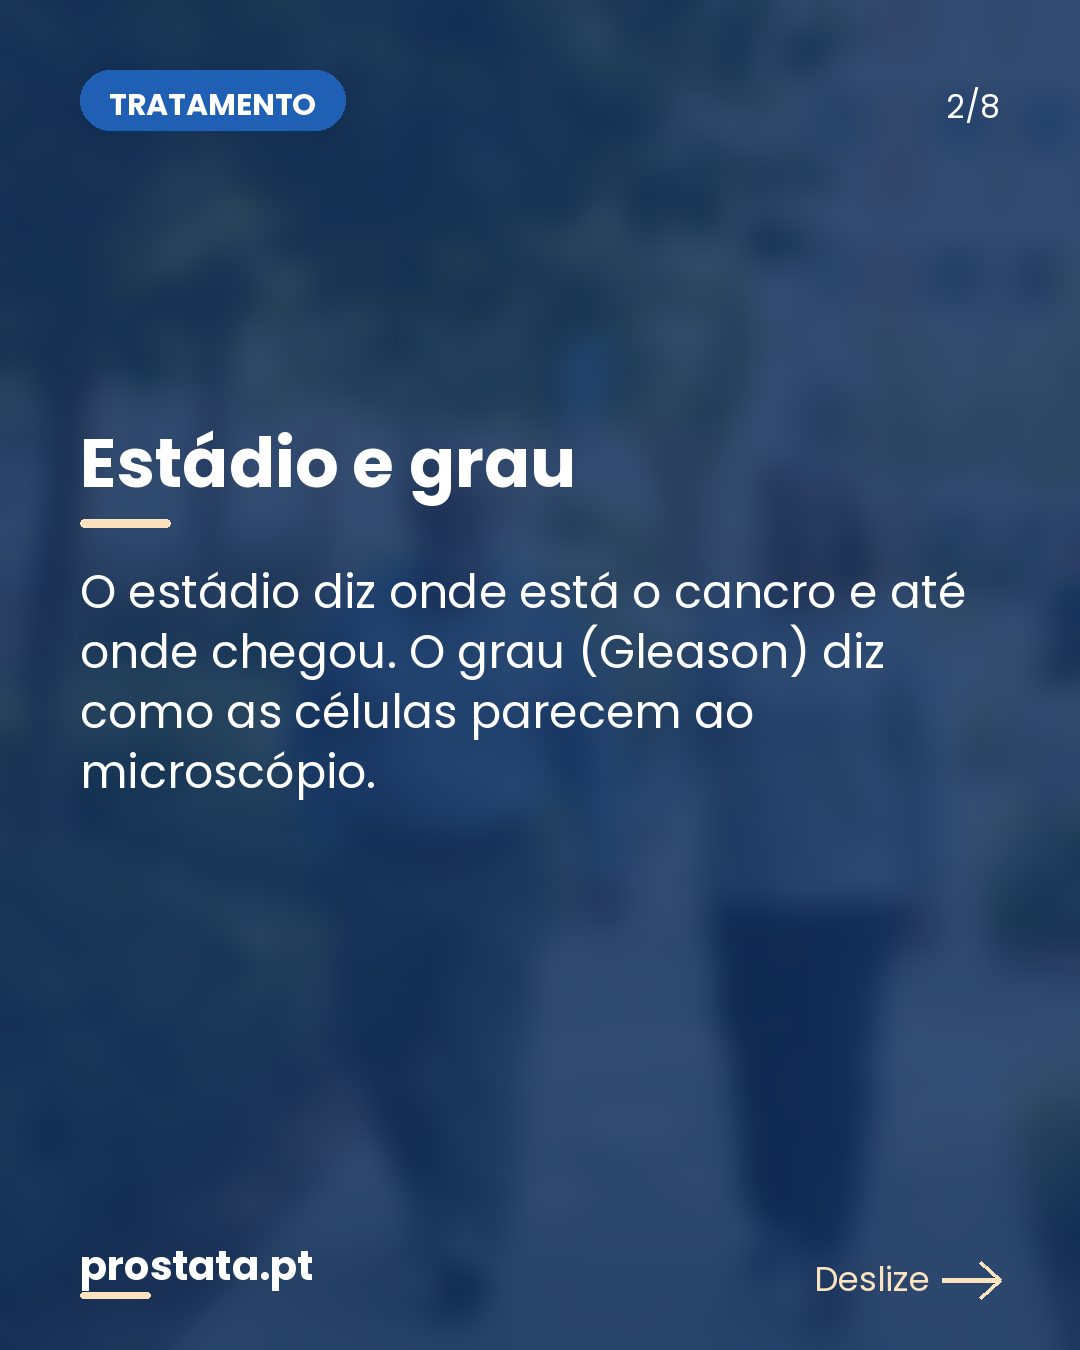 TRATAMENTO
2/8
Estádio e grau
O estádio diz onde está o cancro e até
onde chegou. O grau (Gleason) diz
como as células parecem ao
microscópio.
prostata.pt
Deslize